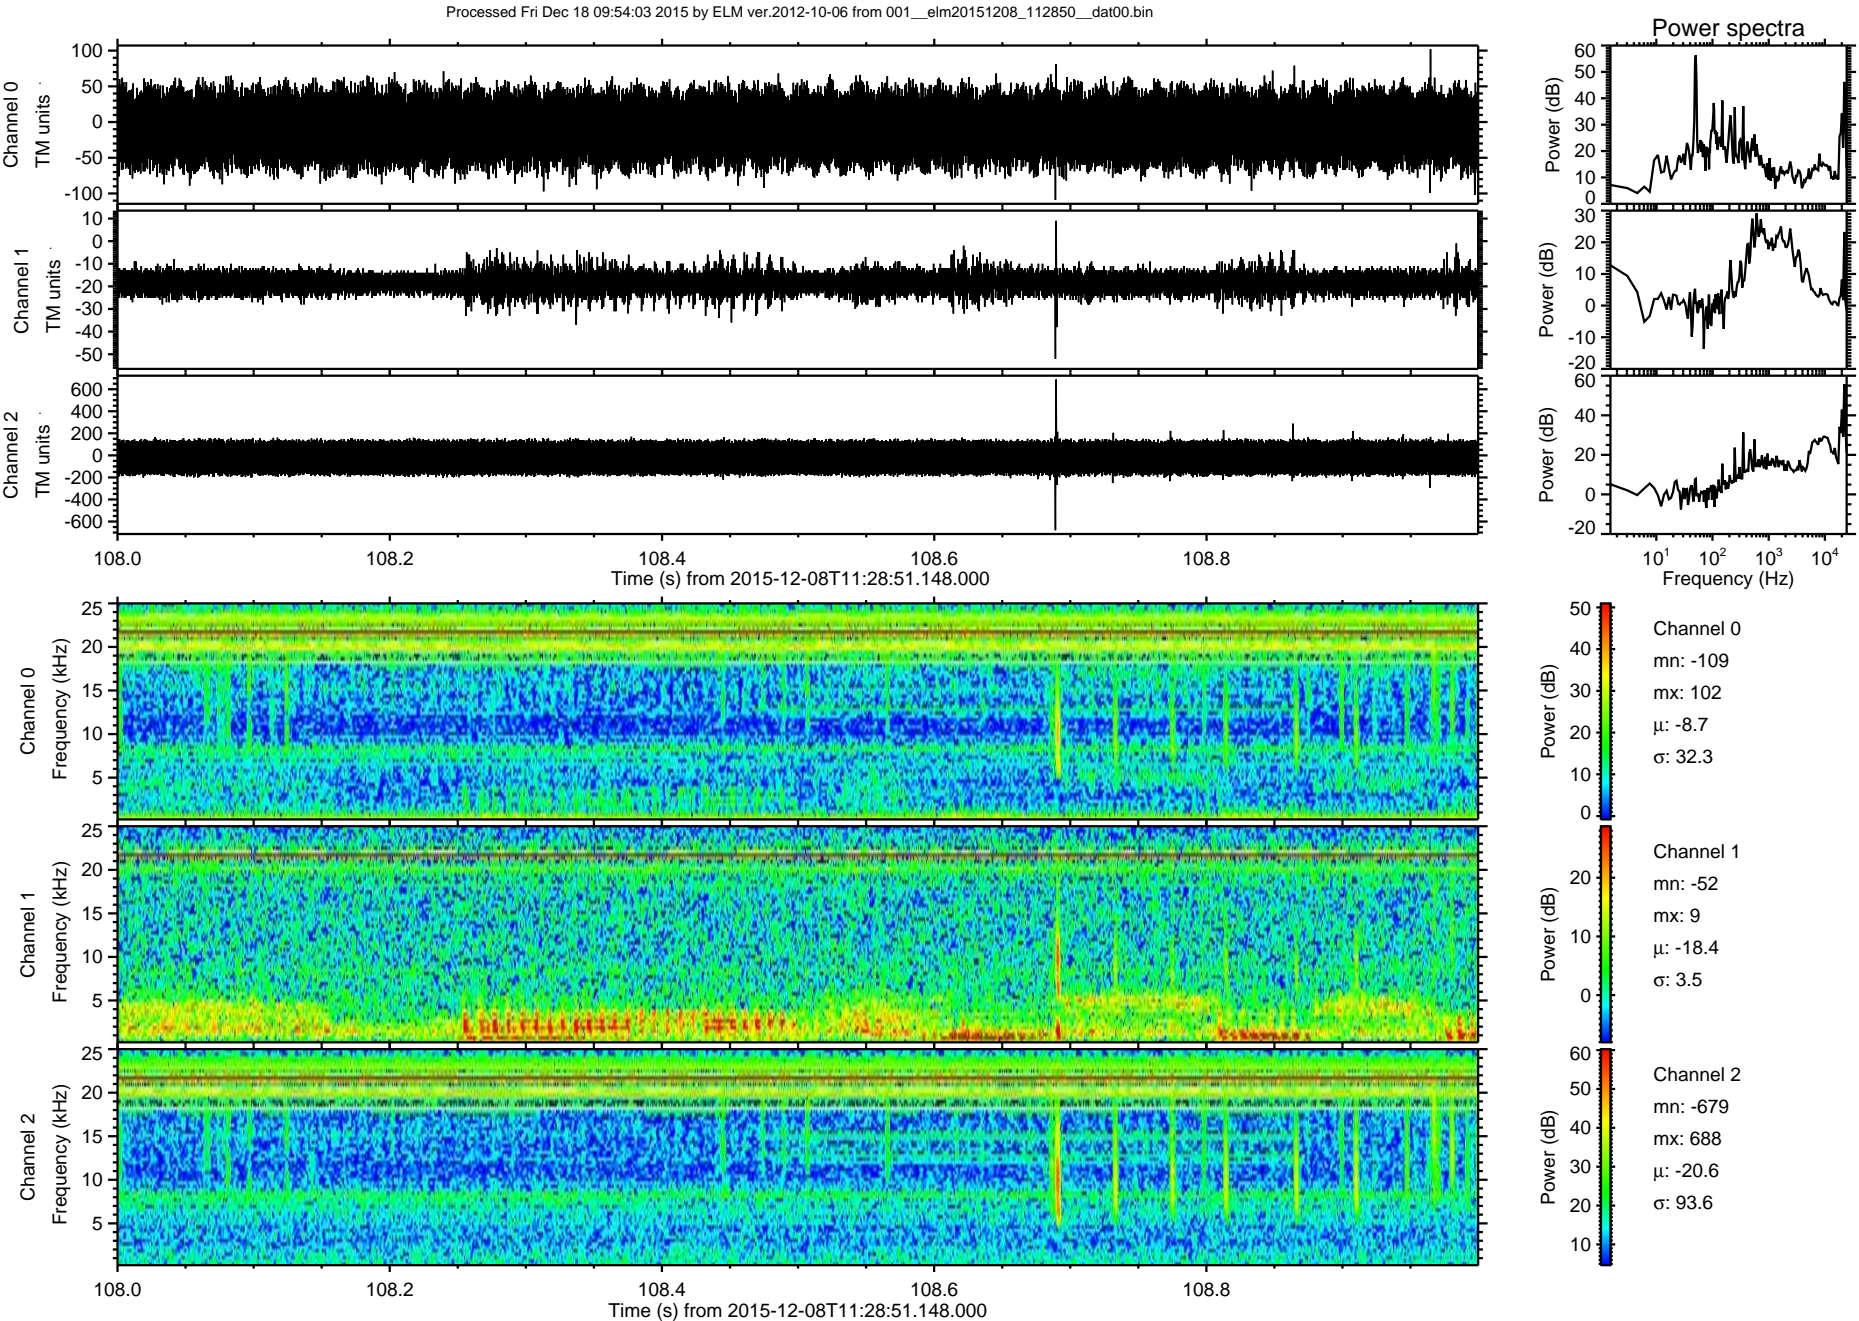 Processed Fri Dec 18 09:54:03 2015 by ELM ver.2012-10-06 from 001__elm20151208_112850__dat00.bin
Power spectra
Channel 0
TM units
100
50
0
-50
-100
Power (dB)
60
50
40
30
20
10
0
Channel 1
TM units
10
0
-10
-20
-30
-40
-50
Power (dB)
30
20
10
0
-10
-20
Channel 2
TM units
600
400
200
0
-200
-400
-600
Power (dB)
60
40
20
0
-20
108.0 108.2 108.4 108.6 108.8
Time (s) from 2015-12-08T11:28:51.148.000
10^1 10^2 10^3 10^4
Frequency (Hz)
Channel 0
Frequency (kHz)
25
20
15
10
5
Power (dB)
50
40
30
20
10
0
Channel 0
mn: -109
mx: 102
μ: -8.7
σ: 32.3
Channel 1
Frequency (kHz)
25
20
15
10
5
Power (dB)
20
10
0
Channel 1
mn: -52
mx: 9
μ: -18.4
σ: 3.5
Channel 2
Frequency (kHz)
25
20
15
10
5
Power (dB)
60
50
40
30
20
10
Channel 2
mn: -679
mx: 688
μ: -20.6
σ: 93.6
108.0 108.2 108.4 108.6 108.8
Time (s) from 2015-12-08T11:28:51.148.000